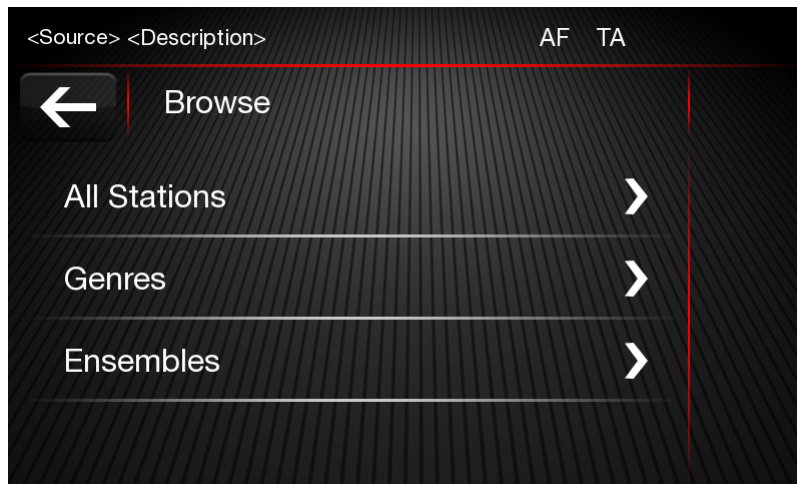 <Source> <Description> AF TA
Browse
All Stations
Genres
Ensembles